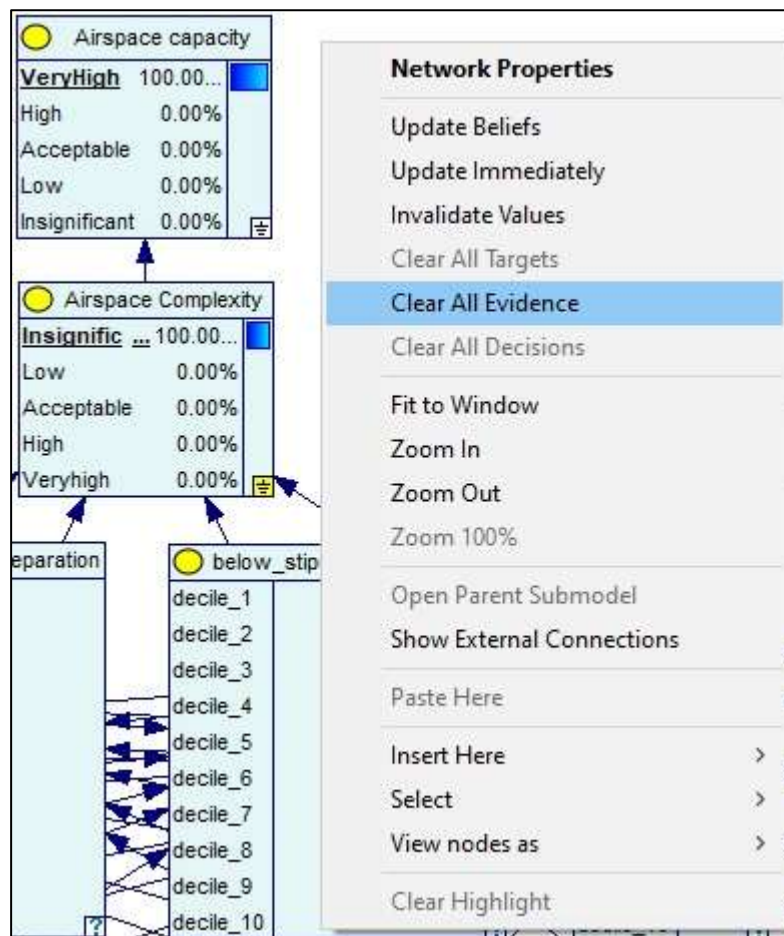 Airspace capacity
VeryHigh 100.00...
High 0.00%
Acceptable 0.00%
Low 0.00%
Insignificant 0.00%
Airspace Complexity
Insignific ... 100.00...
Low 0.00%
Acceptable 0.00%
High 0.00%
Veryhigh 0.00%
eparation
?
below_stip
decile_1
decile_2
decile_3
decile_4
decile_5
decile_6
decile_7
decile_8
decile_9
decile_10
Network Properties
Update Beliefs
Update Immediately
Invalidate Values
Clear All Targets
Clear All Evidence
Clear All Decisions
Fit to Window
Zoom In
Zoom Out
Zoom 100%
Open Parent Submodel
Show External Connections
Paste Here
Insert Here >
Select >
View nodes as >
Clear Highlight